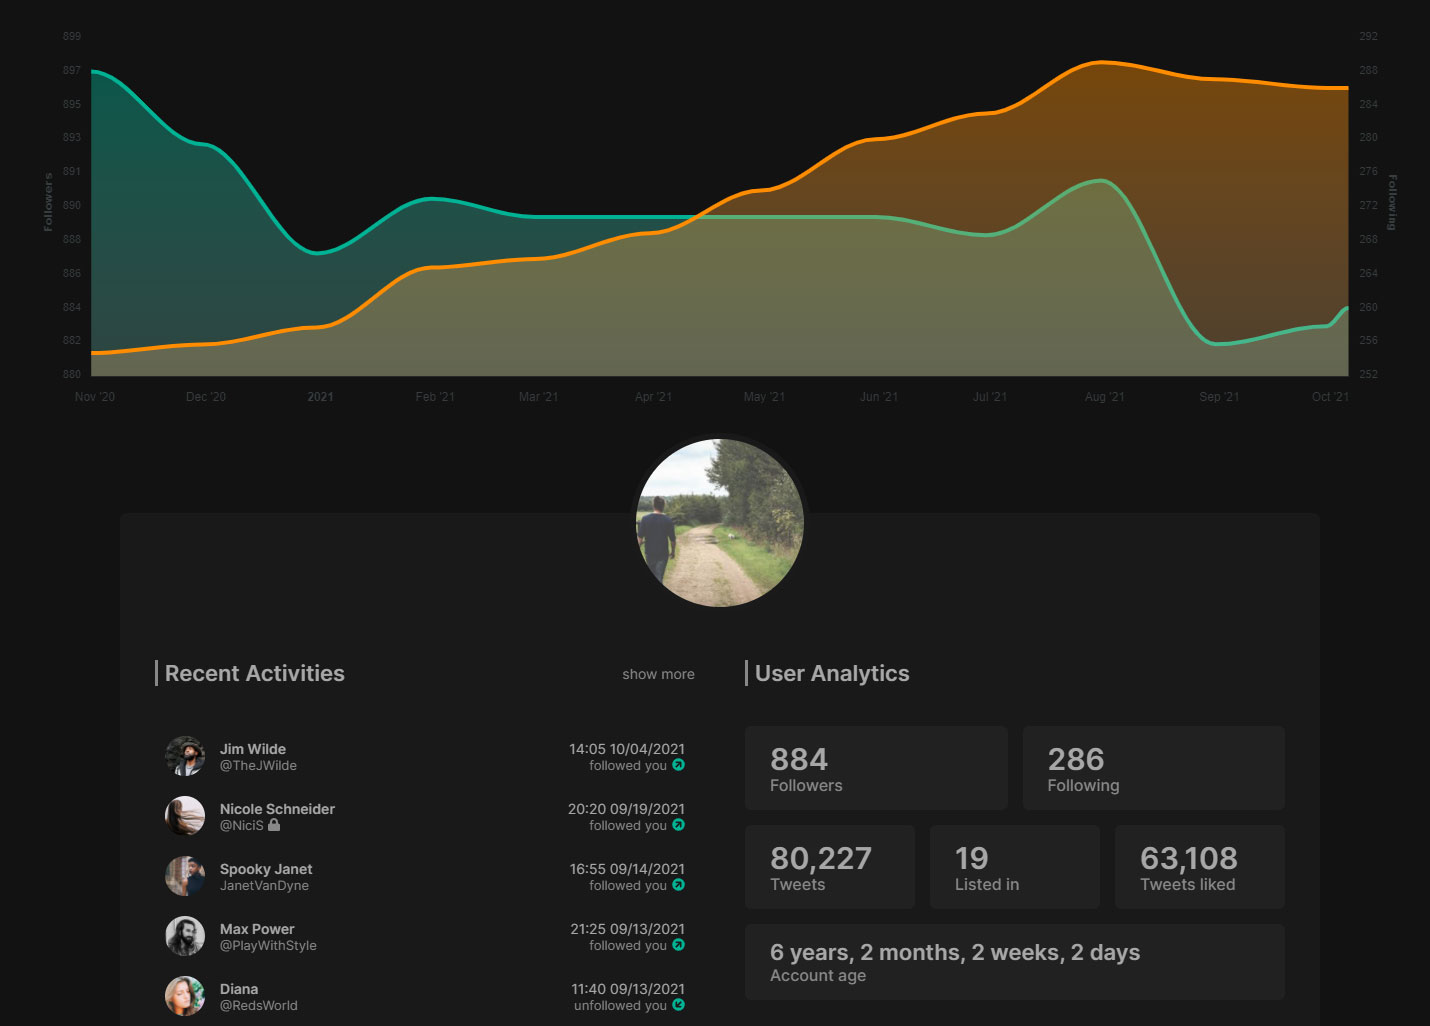 899
897
895
893
891
890
888
886
884
882
880
Followers
292
288
284
280
276
272
268
264
260
256
252
Following
Nov '20 Dec '20 2021 Feb '21 Mar '21 Apr '21 May '21 Jun '21 Jul '21 Aug '21 Sep '21 Oct '21
Recent Activities show more
Jim Wilde 14:05 10/04/2021
@TheJWilde followed you
Nicole Schneider 20:20 09/19/2021
@NiciS followed you
Spooky Janet 16:55 09/14/2021
JanetVanDyne followed you
Max Power 21:25 09/13/2021
@PlayWithStyle followed you
Diana 11:40 09/13/2021
@RedsWorld unfollowed you
User Analytics
884 286
Followers Following
80,227 19 63,108
Tweets Listed in Tweets liked
6 years, 2 months, 2 weeks, 2 days
Account age